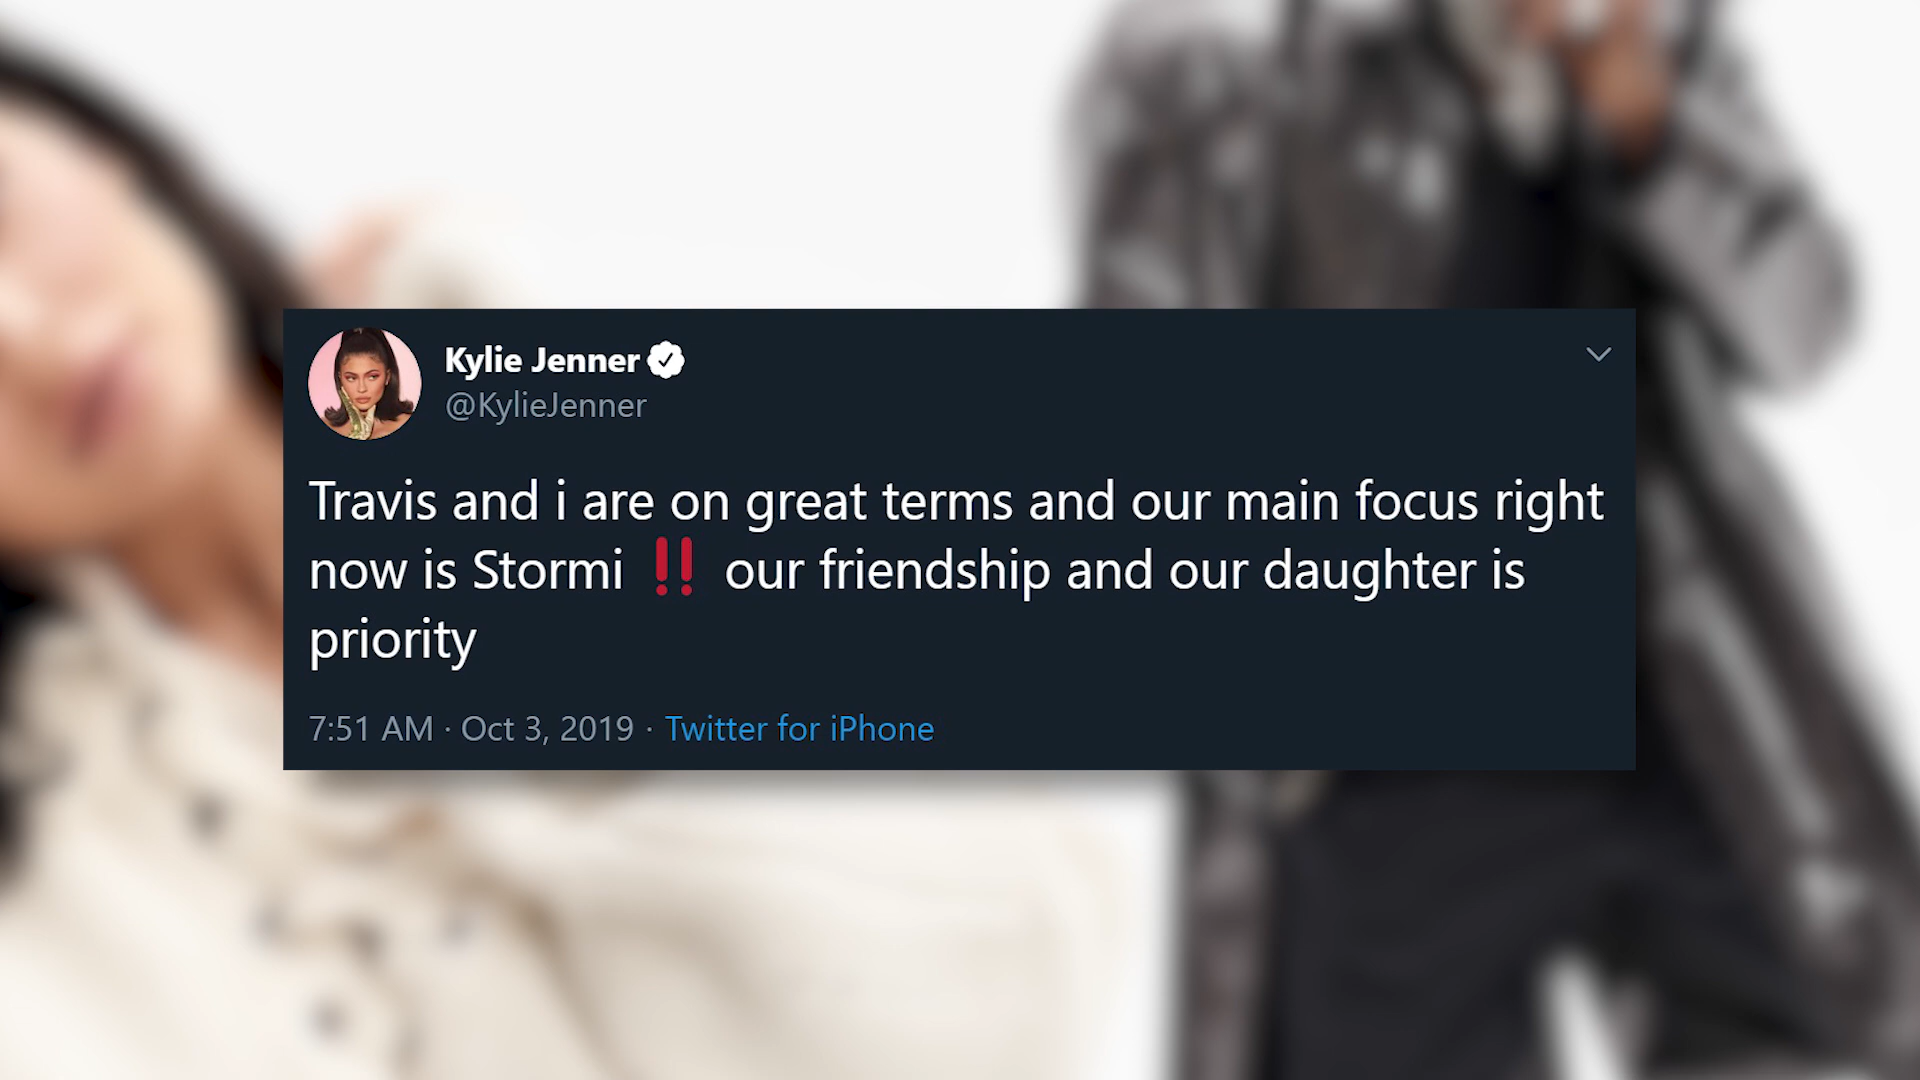 Kylie Jenner
@KylieJenner
Travis and i are on great terms and our main focus right
now is Stormi ‼️ our friendship and our daughter is
priority
7:51 AM · Oct 3, 2019 · Twitter for iPhone